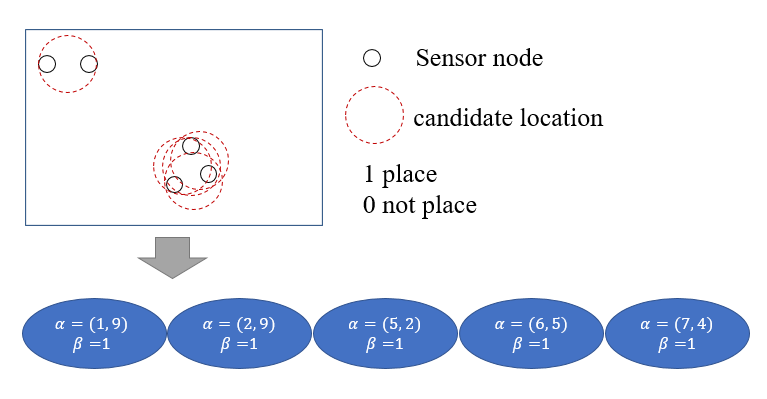 Sensor node
candidate location
1 place
0 not place
α = (1, 9)
β =1
α = (2, 9)
β =1
α = (5, 2)
β =1
α = (6, 5)
β =1
α = (7, 4)
β =1